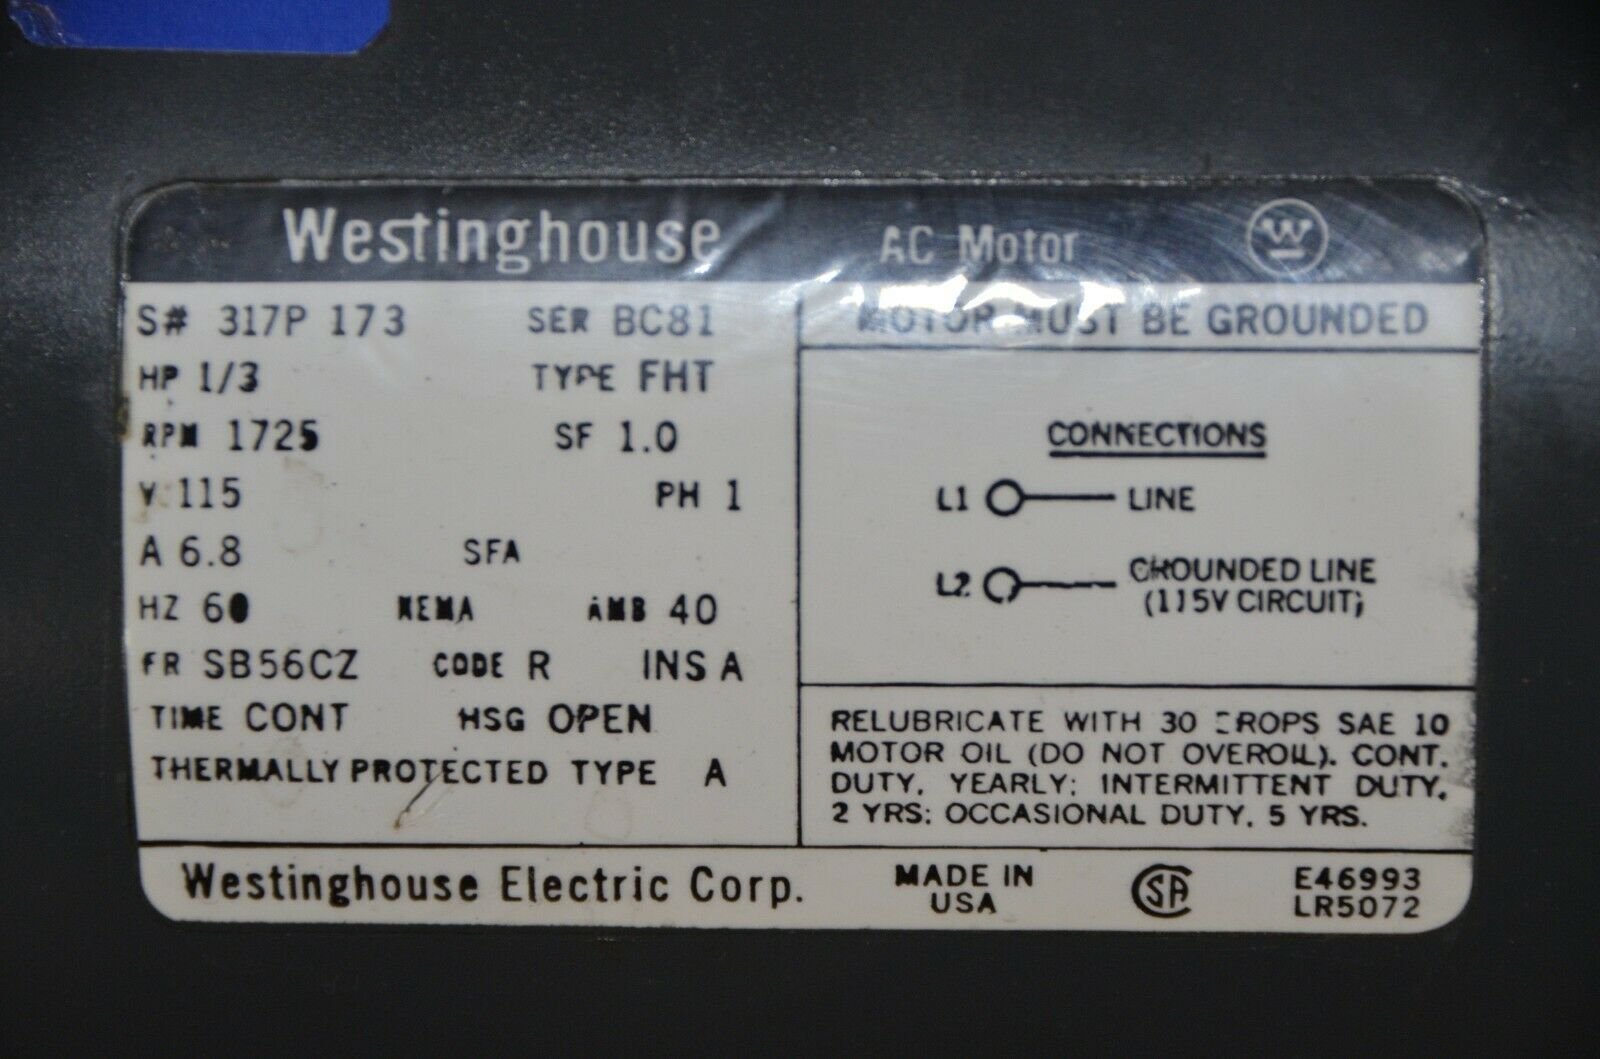 Westinghouse AC Motor W
S# 317P 173 SER BC81
HP 1/3 TYPE FHT
RPM 1725 SF 1.0
V 115 PH 1
A 6.8 SFA
HZ 60 NEMA AMB 40
FR SB56CZ CODE R INS A
TIME CONT HSG OPEN
THERMALLY PROTECTED TYPE A
MOTOR MUST BE GROUNDED
CONNECTIONS
L1 LINE
L2 GROUNDED LINE
(115V CIRCUIT)
RELUBRICATE WITH 30 DROPS SAE 10
MOTOR OIL (DO NOT OVEROIL). CONT.
DUTY, YEARLY; INTERMITTENT DUTY,
2 YRS; OCCASIONAL DUTY, 5 YRS.
Westinghouse Electric Corp.
MADE IN
USA
CSA
E46993
LR5072